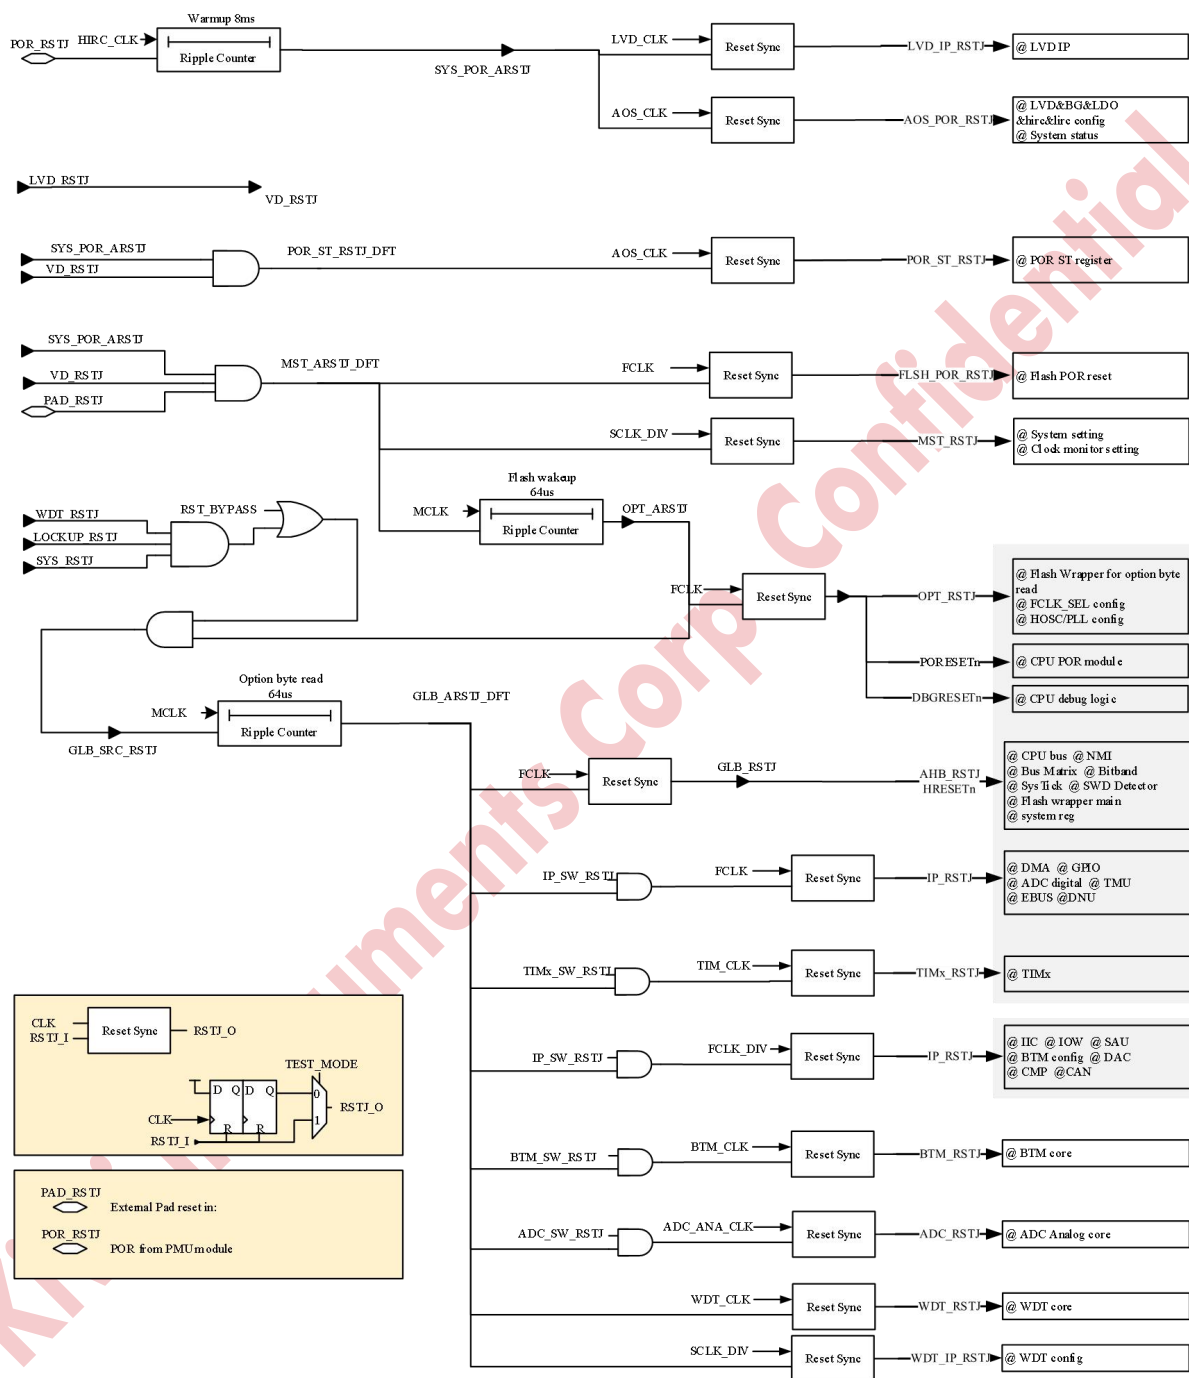 Warmup 8ms
POR_RSTJ
HIRC_CLK
Ripple Counter
SYS_POR_ARSTJ
LVD_CLK
Reset Sync
LVD_IP_RSTJ
@ LVD IP
AOS_CLK
Reset Sync
AOS_POR_RSTJ
@ LVD&BG&LDO
&hirc&lirc config
@ System status
LVD_RSTJ
VD_RSTJ
SYS_POR_ARSTJ
VD_RSTJ
POR_ST_RSTJ_DFT
AOS_CLK
Reset Sync
POR_ST_RSTJ
@ POR ST register
SYS_POR_ARSTJ
VD_RSTJ
PAD_RSTJ
MST_ARSTJ_DFT
FCLK
Reset Sync
FLSH_POR_RSTJ
@ Flash POR reset
SCLK_DIV
Reset Sync
MST_RSTJ
@ System setting
@ Clock monitor setting
Flash wakeup
64us
MCLK
Ripple Counter
OPT_ARSTJ
WDT_RSTJ
LOCKUP_RSTJ
SYS_RSTJ
RST_BYPASS
FCLK
Reset Sync
OPT_RSTJ
@ Flash Wrapper for option byte
read
@ FCLK_SEL config
@ HOSC/PLL config
PORESETn
@ CPU POR module
DBGRESETn
@ CPU debug logic
Option byte read
64us
MCLK
Ripple Counter
GLB_SRC_RSTJ
GLB_ARSTJ_DFT
FCLK
Reset Sync
GLB_RSTJ
AHB_RSTJ
HRESETn
@ CPU bus @ NMI
@ Bus Matrix @ Bitband
@ SysTick @ SWD Detector
@ Flash wrapper main
@ system reg
IP_SW_RSTJ
FCLK
Reset Sync
IP_RSTJ
@ DMA @ GPIO
@ ADC digital @ TMU
@ EBUS @DNU
TIMx_SW_RSTJ
TIM_CLK
Reset Sync
TIMx_RSTJ
@ TIMx
IP_SW_RSTJ
FCLK_DIV
Reset Sync
IP_RSTJ
@ IIC @ IOW @ SAU
@ BTM config @ DAC
@ CMP @CAN
BTM_SW_RSTJ
BTM_CLK
Reset Sync
BTM_RSTJ
@ BTM core
ADC_SW_RSTJ
ADC_ANA_CLK
Reset Sync
ADC_RSTJ
@ ADC Analog core
WDT_CLK
Reset Sync
WDT_RSTJ
@ WDT core
SCLK_DIV
Reset Sync
WDT_IP_RSTJ
@ WDT config
CLK
RSTJ_I
Reset Sync
RSTJ_O
TEST_MODE
D Q D Q
0
RSTJ_O
CLK
1
R R
RSTJ_I
PAD_RSTJ
External Pad reset in:
POR_RSTJ
POR from PMU module
Corp Confidential